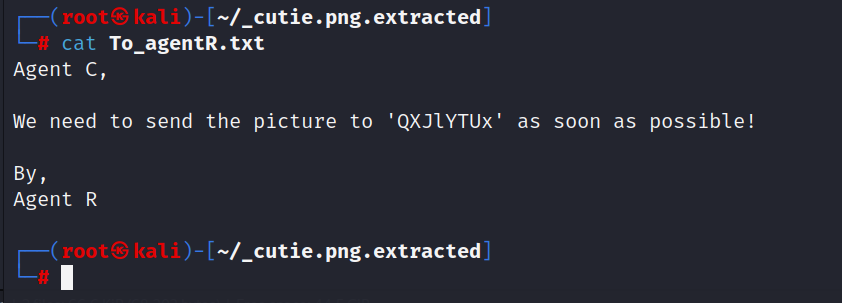 ┌──(root㉿kali)-[~/_cutie.png.extracted]
└─# cat To_agentR.txt
Agent C,
We need to send the picture to 'QXJlYTUx' as soon as possible!
By,
Agent R
┌──(root㉿kali)-[~/_cutie.png.extracted]
└─#